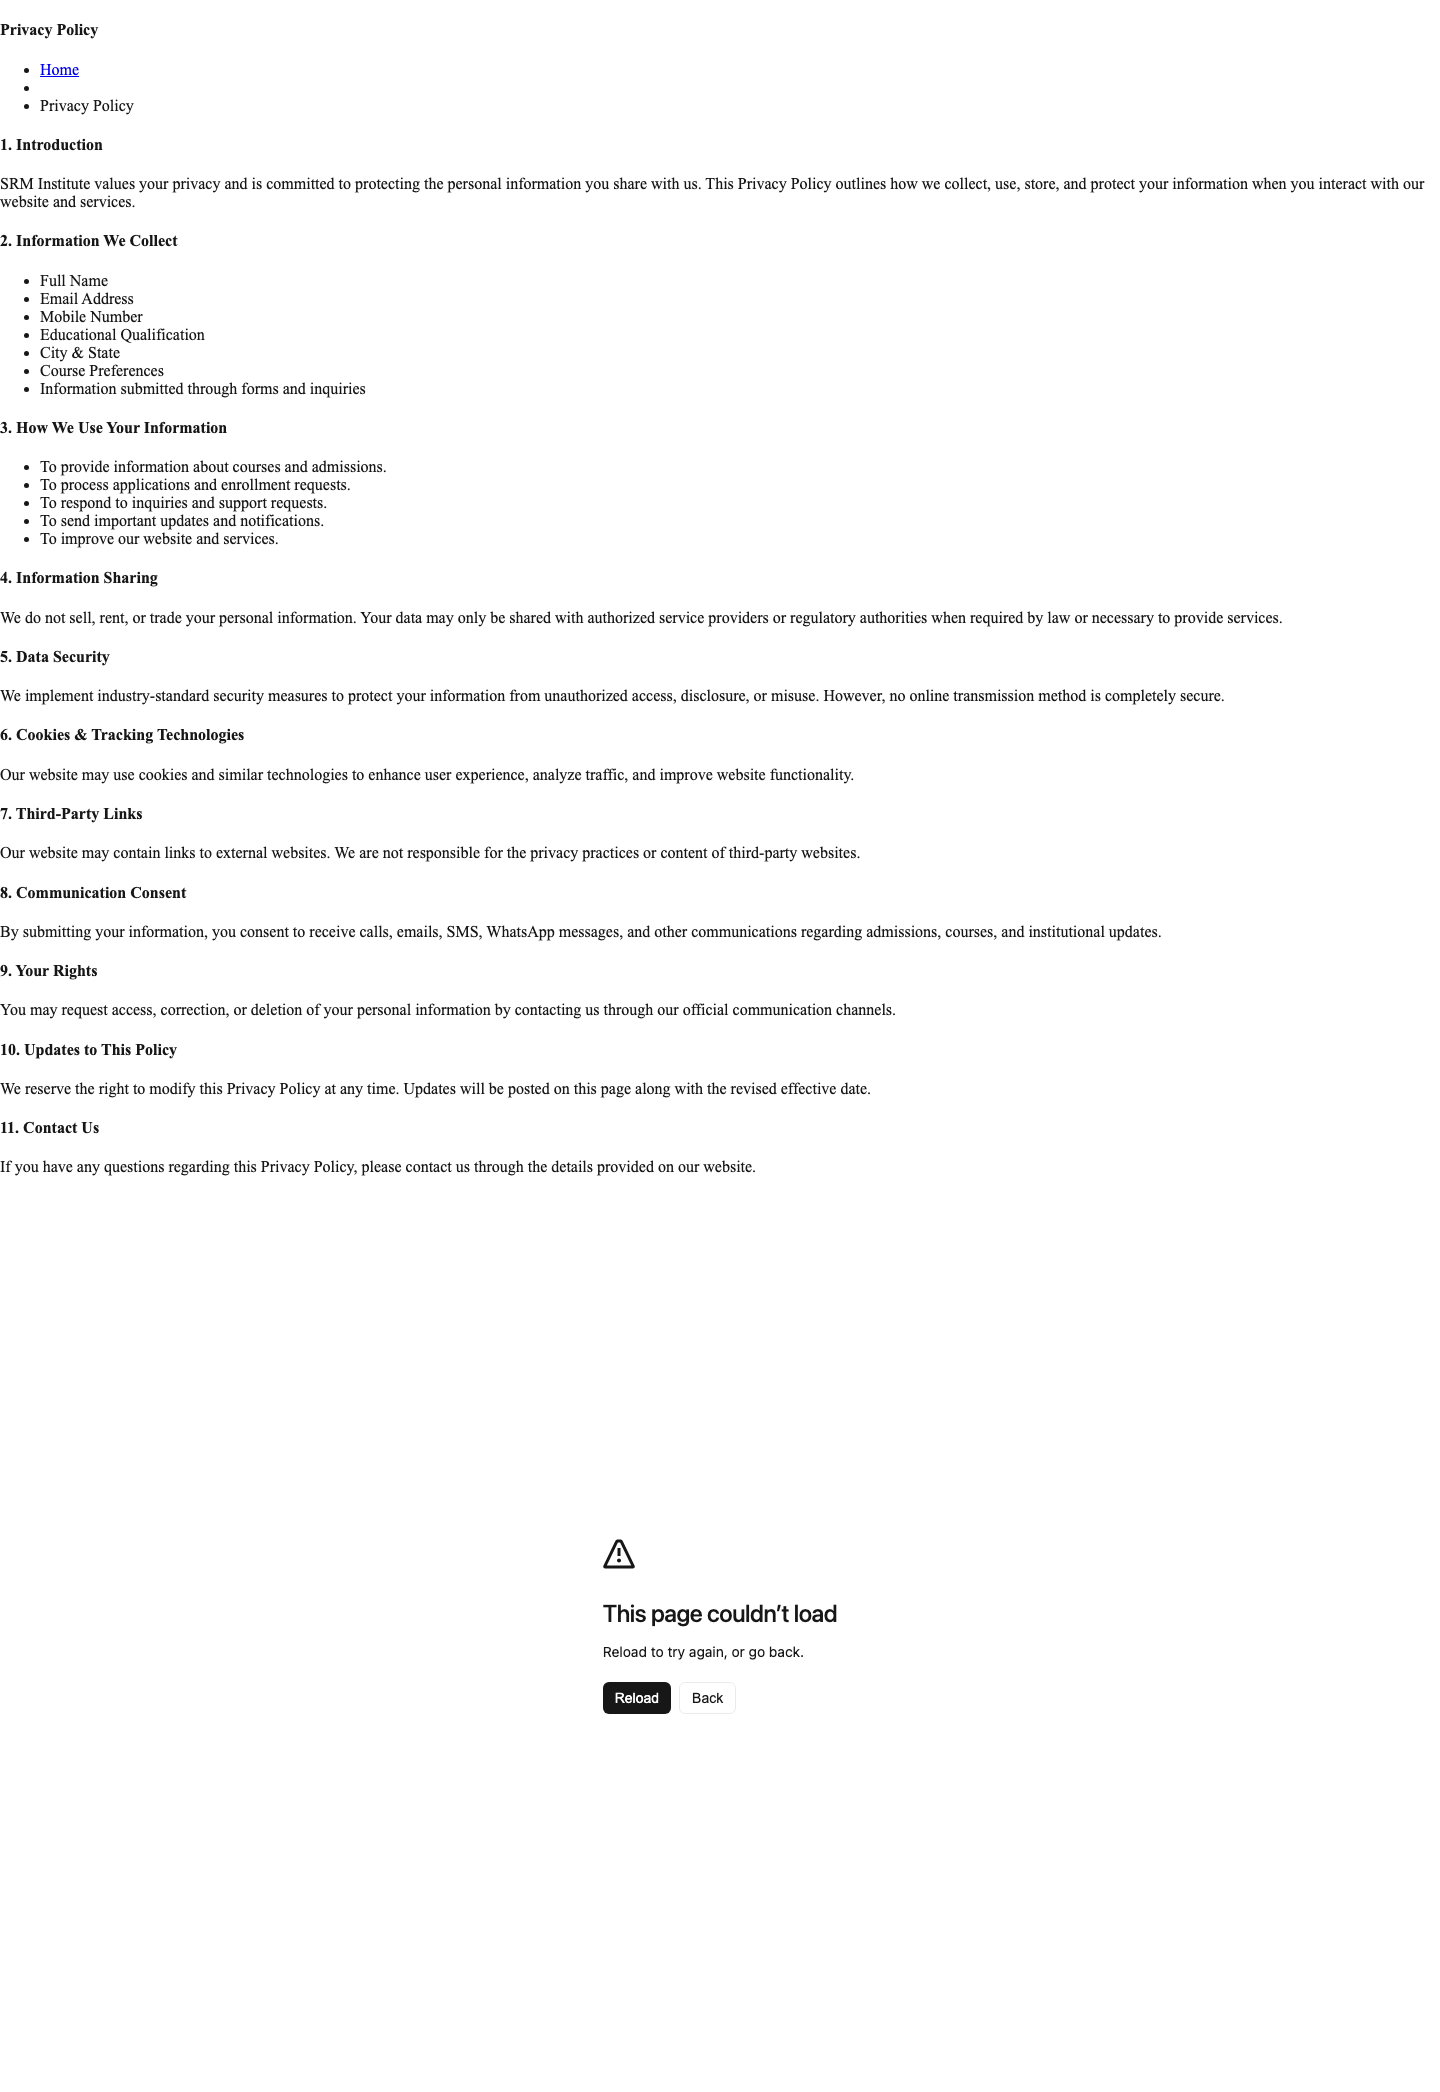 Privacy Policy
Home
Privacy Policy
1. Introduction
SRM Institute values your privacy and is committed to protecting the personal information you share with us. This Privacy Policy outlines how we collect, use, store, and protect your information when you interact with our
website and services.
2. Information We Collect
Full Name
Email Address
Mobile Number
Educational Qualification
City & State
Course Preferences
Information submitted through forms and inquiries
3. How We Use Your Information
To provide information about courses and admissions.
To process applications and enrollment requests.
To respond to inquiries and support requests.
To send important updates and notifications.
To improve our website and services.
4. Information Sharing
We do not sell, rent, or trade your personal information. Your data may only be shared with authorized service providers or regulatory authorities when required by law or necessary to provide services.
5. Data Security
We implement industry-standard security measures to protect your information from unauthorized access, disclosure, or misuse. However, no online transmission method is completely secure.
6. Cookies & Tracking Technologies
Our website may use cookies and similar technologies to enhance user experience, analyze traffic, and improve website functionality.
7. Third-Party Links
Our website may contain links to external websites. We are not responsible for the privacy practices or content of third-party websites.
8. Communication Consent
By submitting your information, you consent to receive calls, emails, SMS, WhatsApp messages, and other communications regarding admissions, courses, and institutional updates.
9. Your Rights
You may request access, correction, or deletion of your personal information by contacting us through our official communication channels.
10. Updates to This Policy
We reserve the right to modify this Privacy Policy at any time. Updates will be posted on this page along with the revised effective date.
11. Contact Us
If you have any questions regarding this Privacy Policy, please contact us through the details provided on our website.
This page couldn’t load
Reload to try again, or go back.
Reload Back